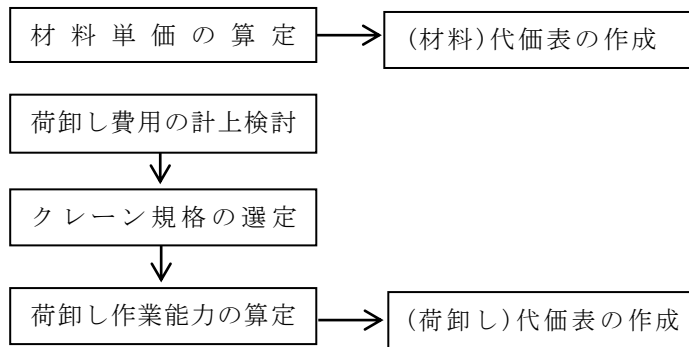 材料単価の算定
(材料)代価表の作成
荷卸し費用の計上検討
クレーン規格の選定
荷卸し作業能力の算定
(荷卸し)代価表の作成